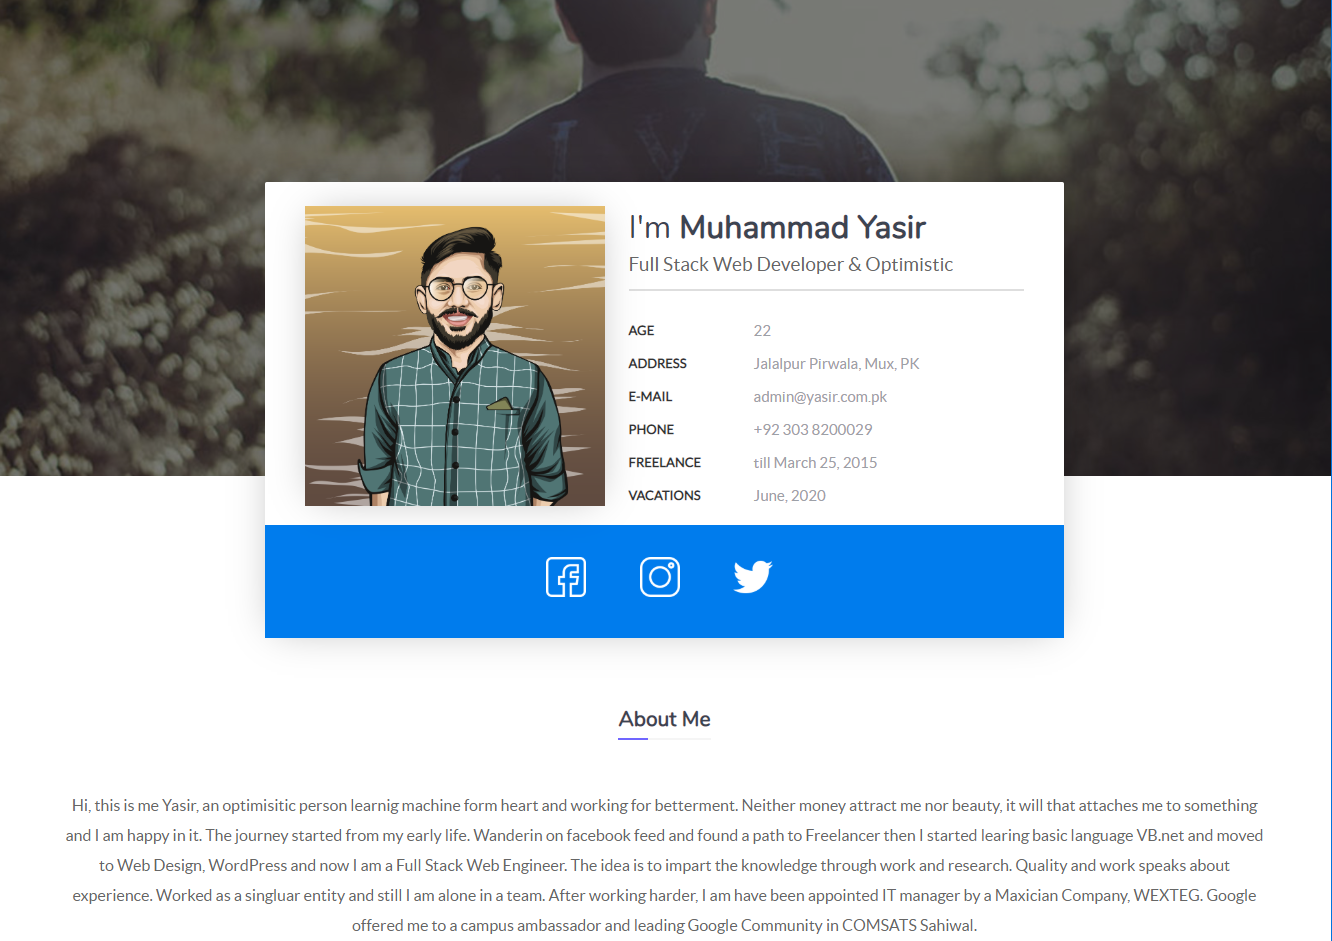 I'm Muhammad Yasir
Full Stack Web Developer & Optimistic
AGE 22
ADDRESS Jalalpur Pirwala, Mux, PK
E-MAIL admin@yasir.com.pk
PHONE +92 303 8200029
FREELANCE till March 25, 2015
VACATIONS June, 2020
About Me
Hi, this is me Yasir, an optimisitic person learnig machine form heart and working for betterment. Neither money attract me nor beauty, it will that attaches me to something
and I am happy in it. The journey started from my early life. Wanderin on facebook feed and found a path to Freelancer then I started learing basic language VB.net and moved
to Web Design, WordPress and now I am a Full Stack Web Engineer. The idea is to impart the knowledge through work and research. Quality and work speaks about
experience. Worked as a singluar entity and still I am alone in a team. After working harder, I am have been appointed IT manager by a Maxician Company, WEXTEG. Google
offered me to a campus ambassador and leading Google Community in COMSATS Sahiwal.